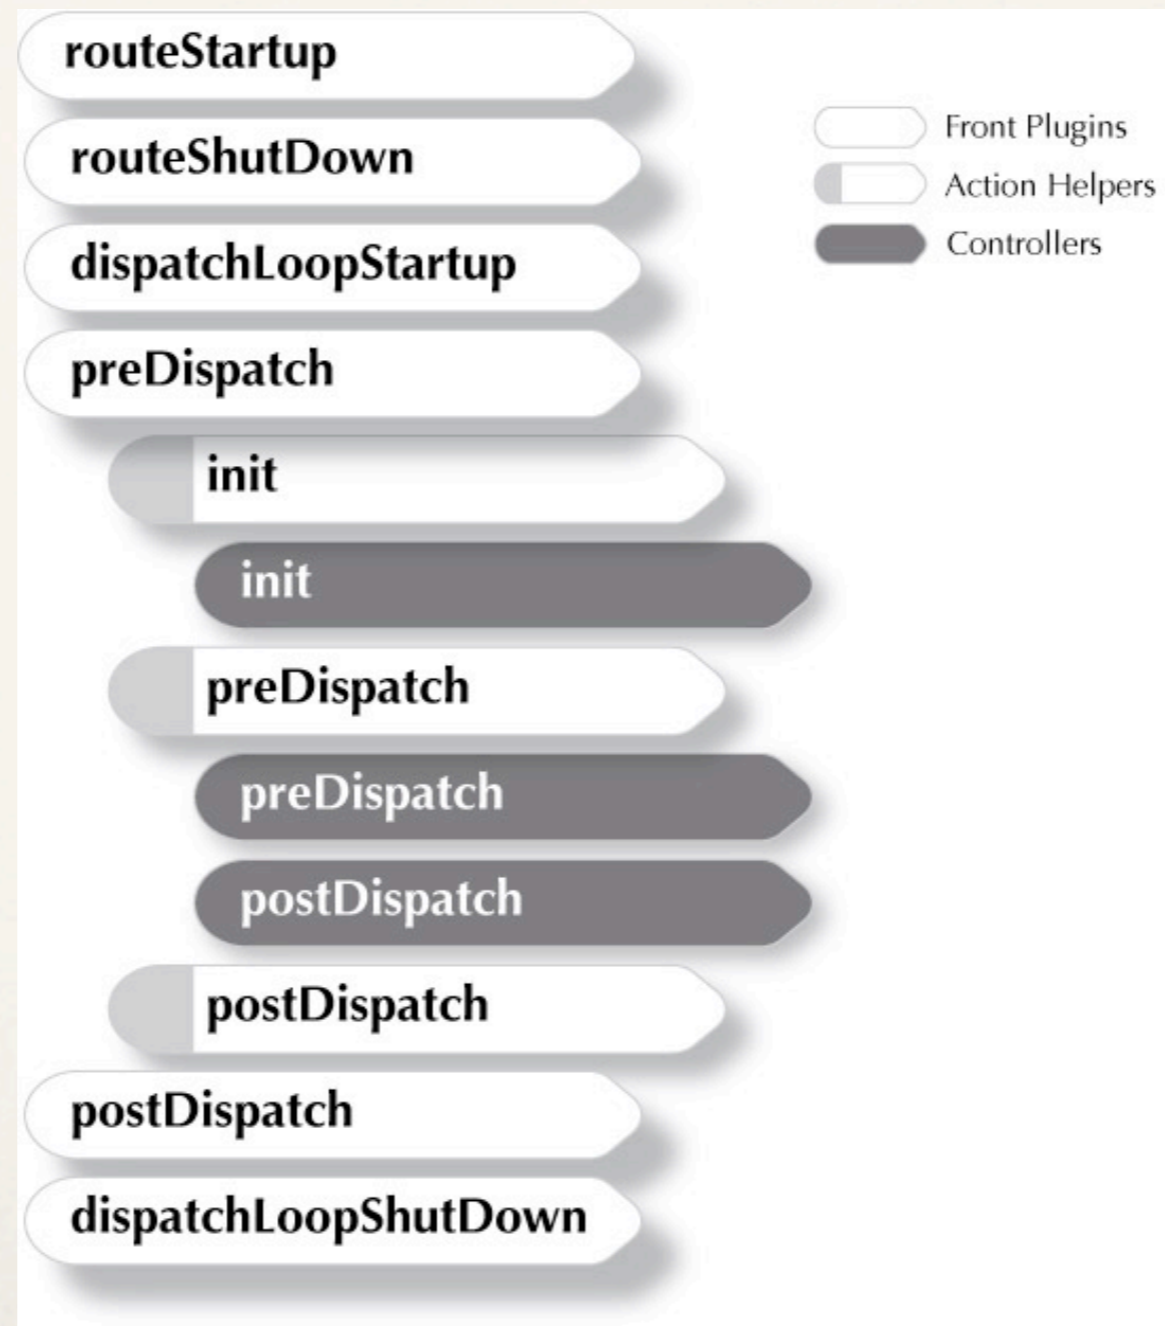 routeStartup
routeShutDown
dispatchLoopStartup
preDispatch
init
init
preDispatch
preDispatch
postDispatch
postDispatch
postDispatch
dispatchLoopShutDown
Front Plugins
Action Helpers
Controllers